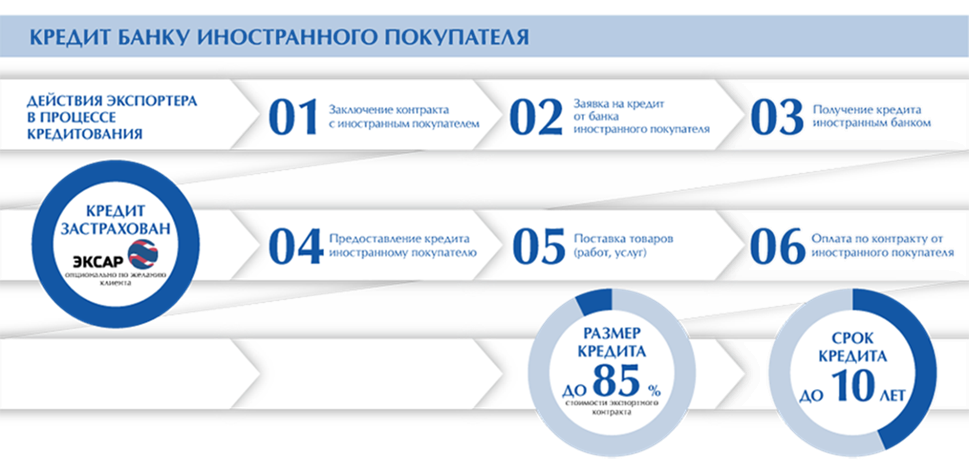 КРЕДИТ БАНКУ ИНОСТРАННОГО ПОКУПАТЕЛЯ
ДЕЙСТВИЯ ЭКСПОРТЕРА
В ПРОЦЕССЕ
КРЕДИТОВАНИЯ
01
Заключение контракта
с иностранным покупателем
02
Заявка на кредит
от банка
иностранного покупателя
03
Получение кредита
иностранным банком
КРЕДИТ
ЗАСТРАХОВАН
ЭКСАР
опционально по желанию
клиента
04
Предоставление кредита
иностранному покупателю
05
Поставка товаров
(работ, услуг)
06
Оплата по контракту от
иностранного покупателя
РАЗМЕР
КРЕДИТА
ДО 85 %
стоимости экспортного
контракта
СРОК
КРЕДИТА
ДО 10 ЛЕТ